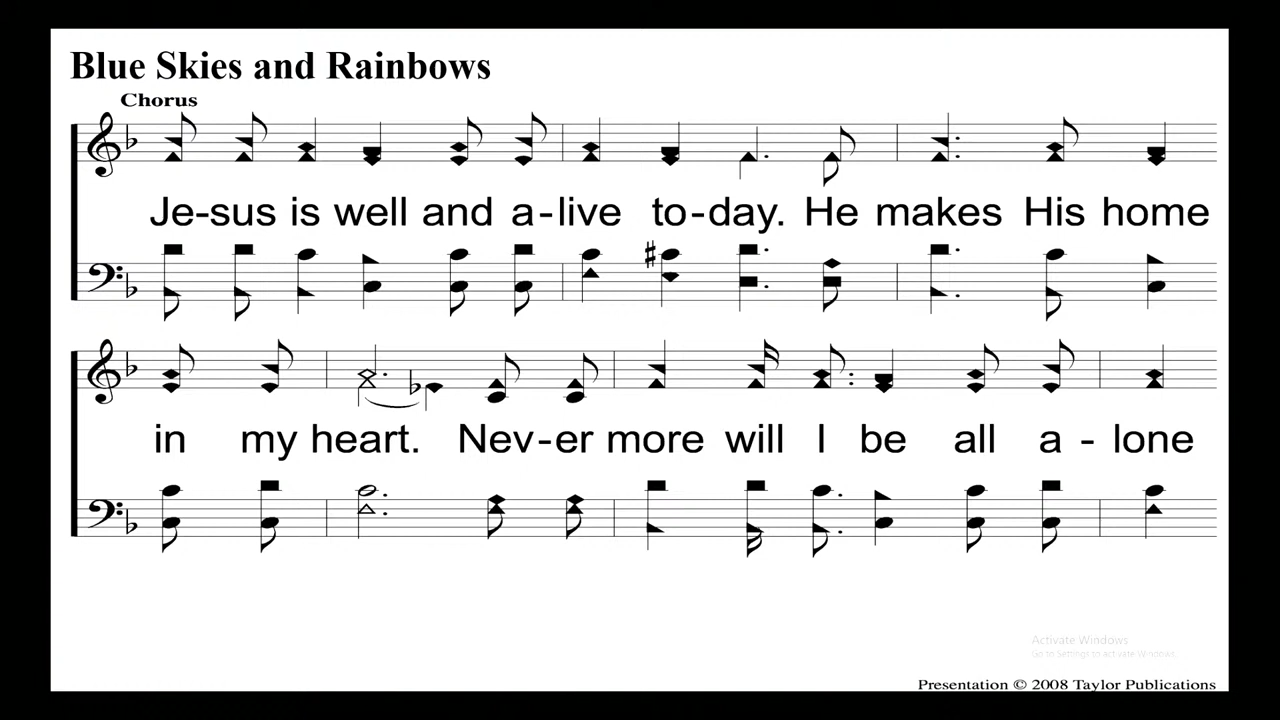 Blue Skies and Rainbows
Chorus
Je-sus is well and a-live to-day. He makes His home
in my heart. Nev-er more will I be all a - lone
Activate Windows
Go to Settings to activate Windows.
Presentation © 2008 Taylor Publications